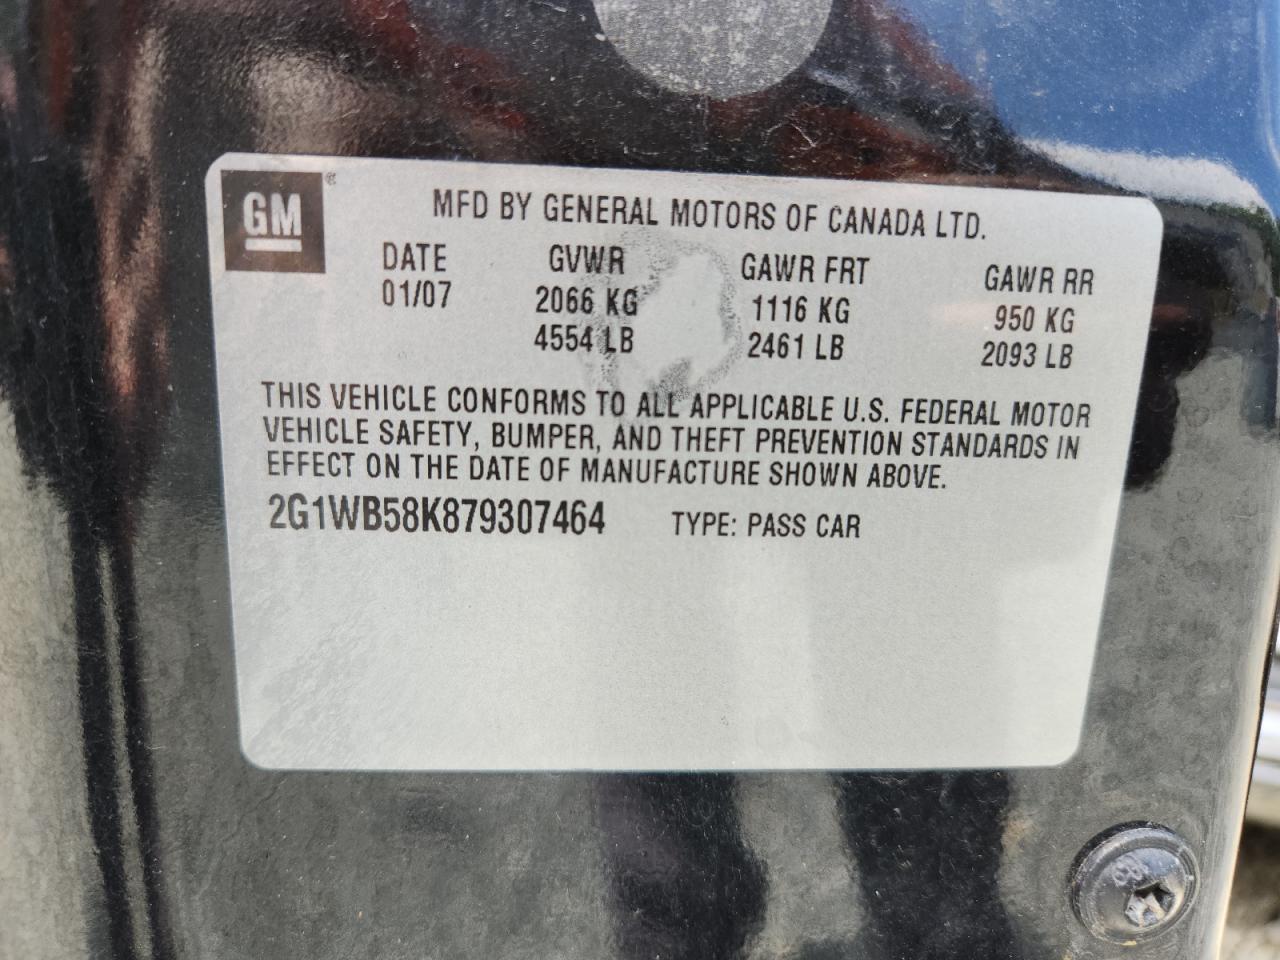 GM®
MFD BY GENERAL MOTORS OF CANADA LTD.
DATE GVWR GAWR FRT GAWR RR
01/07 2066 KG 1116 KG 950 KG
4554 LB 2461 LB 2093 LB
THIS VEHICLE CONFORMS TO ALL APPLICABLE U.S. FEDERAL MOTOR
VEHICLE SAFETY, BUMPER, AND THEFT PREVENTION STANDARDS IN
EFFECT ON THE DATE OF MANUFACTURE SHOWN ABOVE.
2G1WB58K879307464 TYPE: PASS CAR